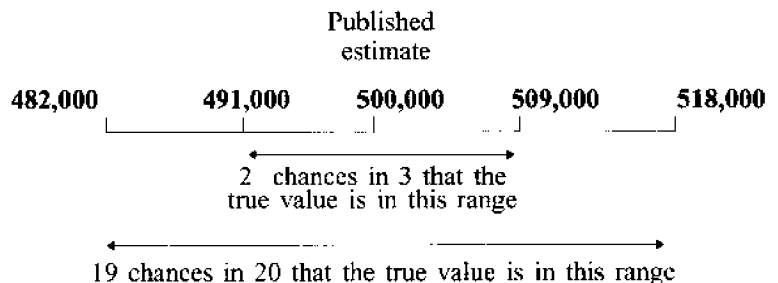 Published
estimate
482,000 491,000 500,000 509,000 518,000
2 chances in 3 that the
true value is in this range
19 chances in 20 that the true value is in this range